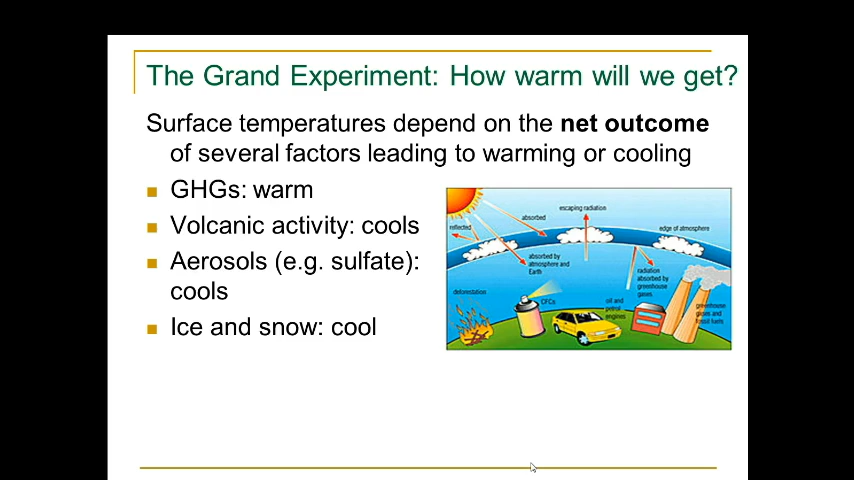 The Grand Experiment: How warm will we get?
Surface temperatures depend on the net outcome
of several factors leading to warming or cooling
GHGs: warm
Volcanic activity: cools
Aerosols (e.g. sulfate):
cools
Ice and snow: cool
escaping radiation
absorbed
reflected
edge of atmosphere
absorbed by
atmosphere and
Earth
radiation
absorbed by
greenhouse
gases
deforestation
CFCs
oil and
petrol
engines
greenhouse
gases and
fossil fuels